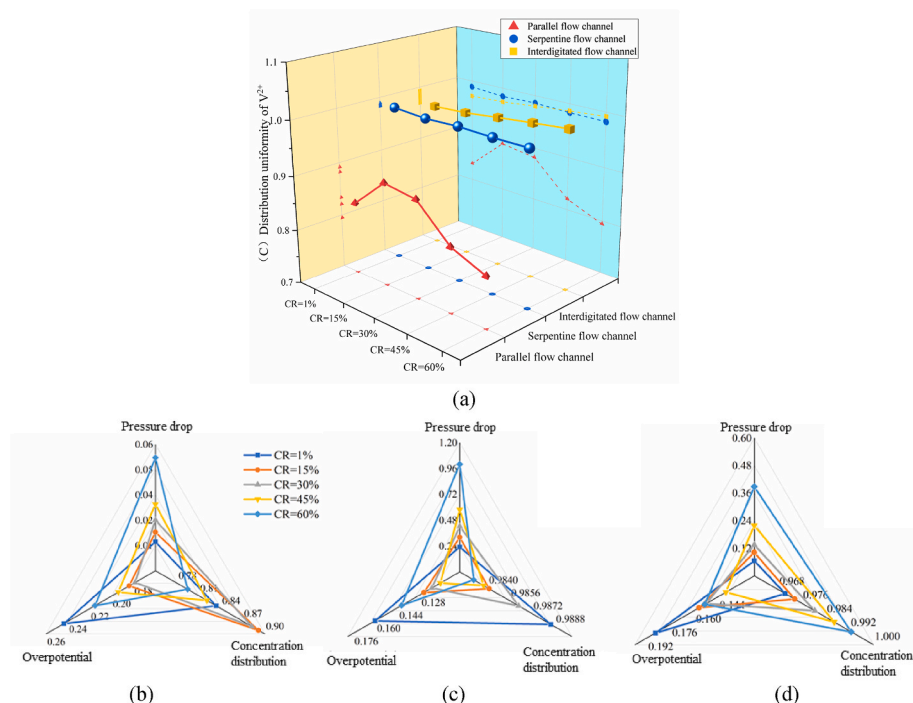 Parallel flow channel
Serpentine flow channel
Interdigitated flow channel
(C) Distribution uniformity of V2+
1.1
1.0
0.9
0.8
0.7
CR=1%
CR=15%
CR=30%
CR=45%
CR=60%
Interdigitated flow channel
Serpentine flow channel
Parallel flow channel
(a)
Pressure drop
0.06
0.04
0.02
CR=1%
CR=15%
CR=30%
CR=45%
CR=60%
0.84
0.87
0.90
0.20
0.22
0.24
0.26
Overpotential
Concentration
distribution
(b)
Pressure drop
1.20
0.96
0.72
0.48
0.9840
0.9856
0.9872
0.9888
0.128
0.144
0.160
0.176
Overpotential
Concentration
distribution
(c)
Pressure drop
0.60
0.48
0.36
0.24
0.12
0.968
0.976
0.984
0.992
1.000
0.144
0.160
0.176
0.192
Overpotential
Concentration
distribution
(d)